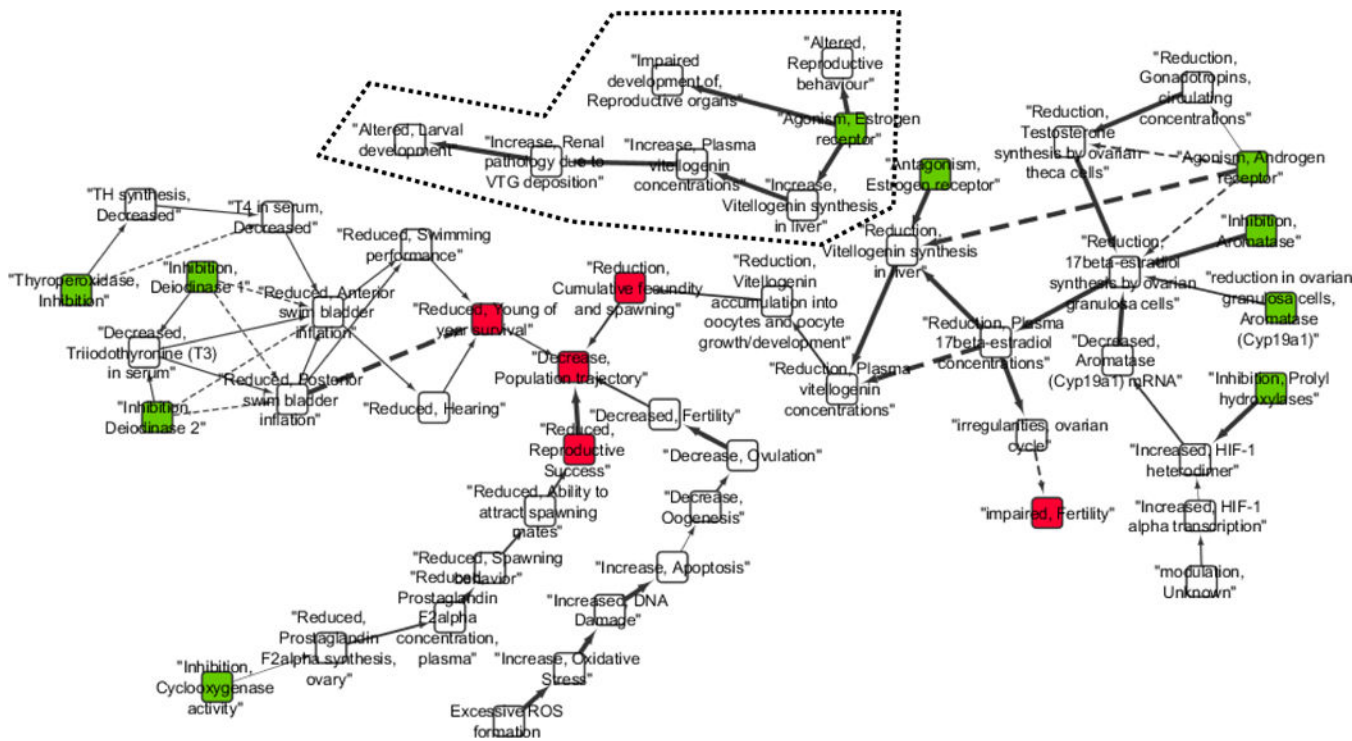 "Altered,
Reproductive
behaviour"
"Impaired
development of,
Reproductive organs"
"Agonism, Estrogen
receptor"
"Altered, Larval
development"
"Increase, Renal
pathology due to
VTG deposition"
"Increase, Plasma
vitellogenin
concentrations"
"Increase,
Vitellogenin synthesis
in liver"
"Antagonism,
Estrogen receptor"
"Reduction,
Gonadotropins,
circulating
concentrations"
"Reduction,
Testosterone
synthesis by ovarian
theca cells"
"Agonism, Androgen
receptor"
"TH synthesis,
Decreased"
"T4 in serum,
Decreased"
"Reduced, Swimming
performance"
"Thyroperoxidase,
Inhibition"
"Inhibition,
Deiodinase 1"
"Reduced, Anterior
swim bladder
inflation"
"Reduction,
Cumulative fecundity
and spawning"
"Reduction,
Vitellogenin
accumulation into
oocytes and oocyte
growth/development"
"Reduction,
Vitellogenin synthesis
in liver"
"Reduction,
17beta-estradiol
synthesis by ovarian
granulosa cells"
"Inhibition,
Aromatase"
"reduction in ovarian
granulosa cells,
Aromatase
(Cyp19a1)"
"Decreased,
Triiodothyronine (T3)
in serum"
"Reduced, Young of
year survival"
"Decrease,
Population trajectory"
"Reduction, Plasma
17beta-estradiol
concentrations"
"Decreased,
Aromatase
(Cyp19a1) mRNA"
"Reduced, Posterior
swim bladder
inflation"
"Reduced, Hearing"
"Reduction, Plasma
vitellogenin
concentrations"
"Inhibition, Prolyl
hydroxylases"
"Inhibition,
Deiodinase 2"
"Decreased, Fertility"
"Reduced,
Reproductive
Success"
"Decrease, Ovulation"
"irregularities, ovarian
cycle"
"Increased, HIF-1
heterodimer"
"Reduced, Ability to
attract spawning
mates"
"Decrease,
Oogenesis"
"impaired, Fertility"
"Increased, HIF-1
alpha transcription"
"Reduced, Spawning
behavior"
"Increase, Apoptosis"
"modulation,
Unknown"
"Reduced,
Prostaglandin
F2alpha
concentration,
plasma"
"Increased, DNA
Damage"
"Reduced,
Prostaglandin
F2alpha synthesis,
ovary"
"Inhibition,
Cyclooxygenase
activity"
"Increase, Oxidative
Stress"
Excessive ROS
formation